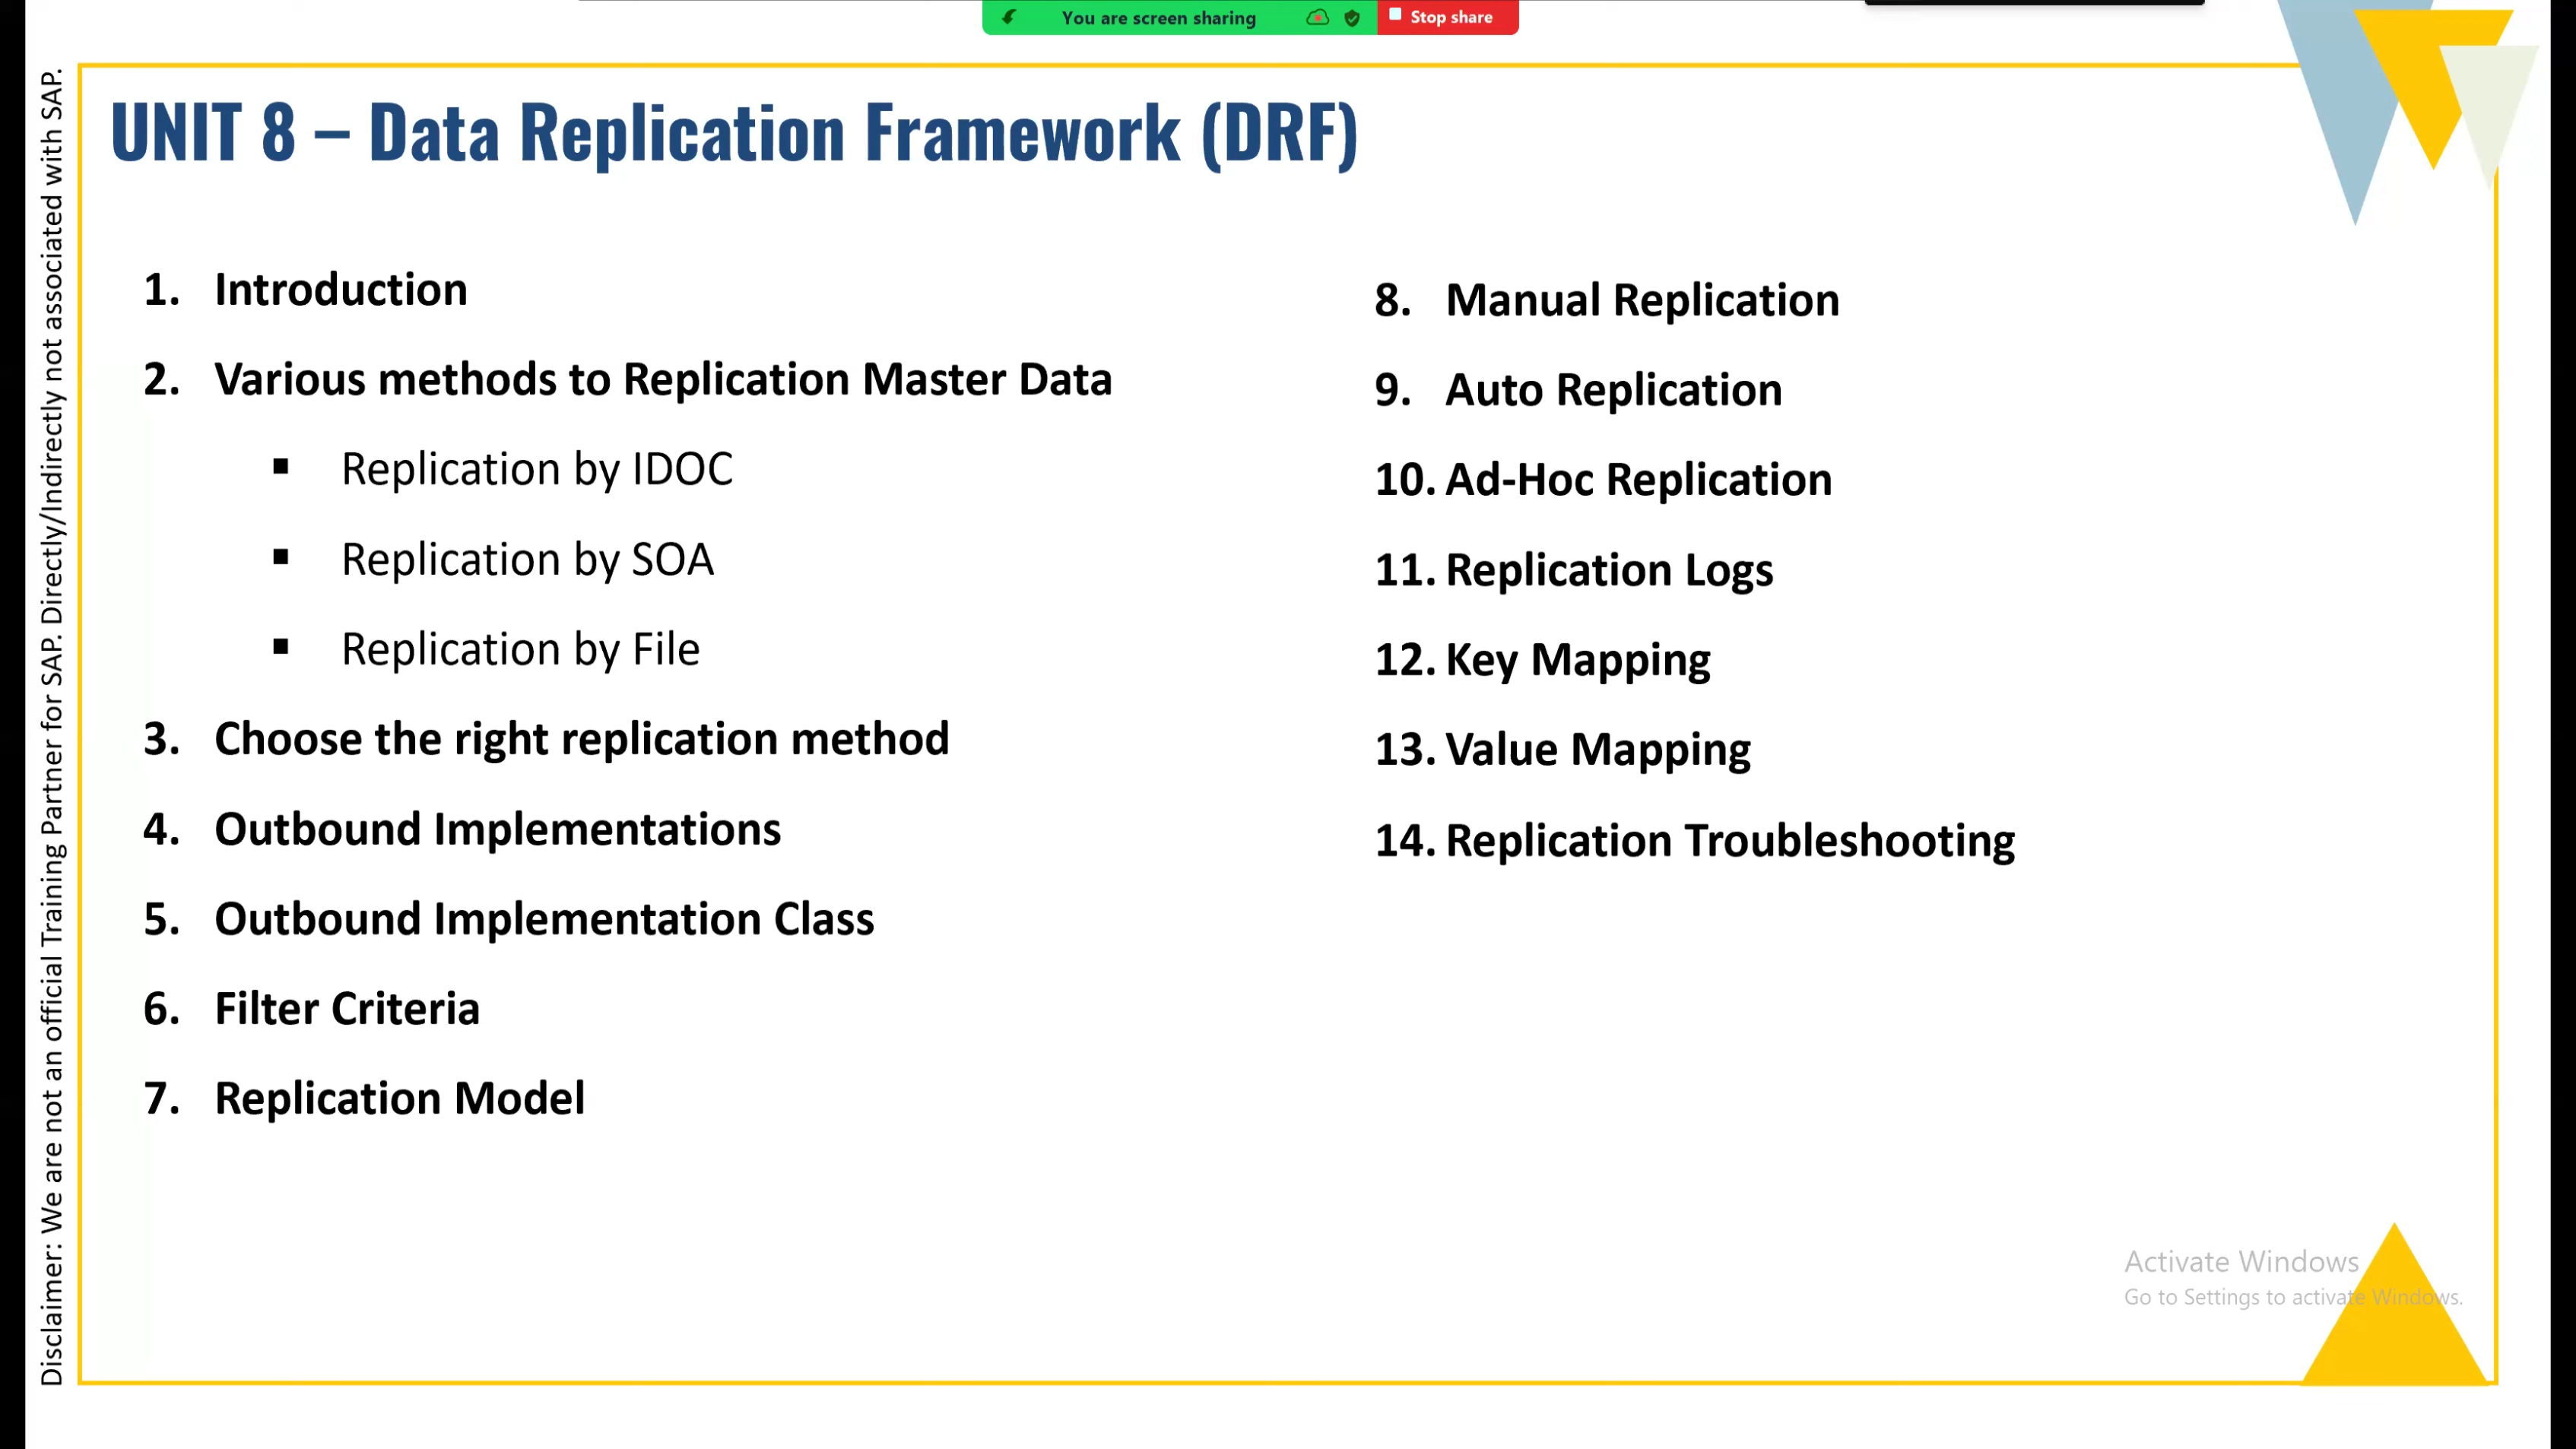 You are screen sharing
Stop share
UNIT 8 – Data Replication Framework (DRF)
1. Introduction
2. Various methods to Replication Master Data
▪ Replication by IDOC
▪ Replication by SOA
▪ Replication by File
3. Choose the right replication method
4. Outbound Implementations
5. Outbound Implementation Class
6. Filter Criteria
7. Replication Model
8. Manual Replication
9. Auto Replication
10. Ad-Hoc Replication
11. Replication Logs
12. Key Mapping
13. Value Mapping
14. Replication Troubleshooting
Disclaimer: We are not an official Training Partner for SAP. Directly/Indirectly not associated with SAP.
Activate Windows
Go to Settings to activate Windows.